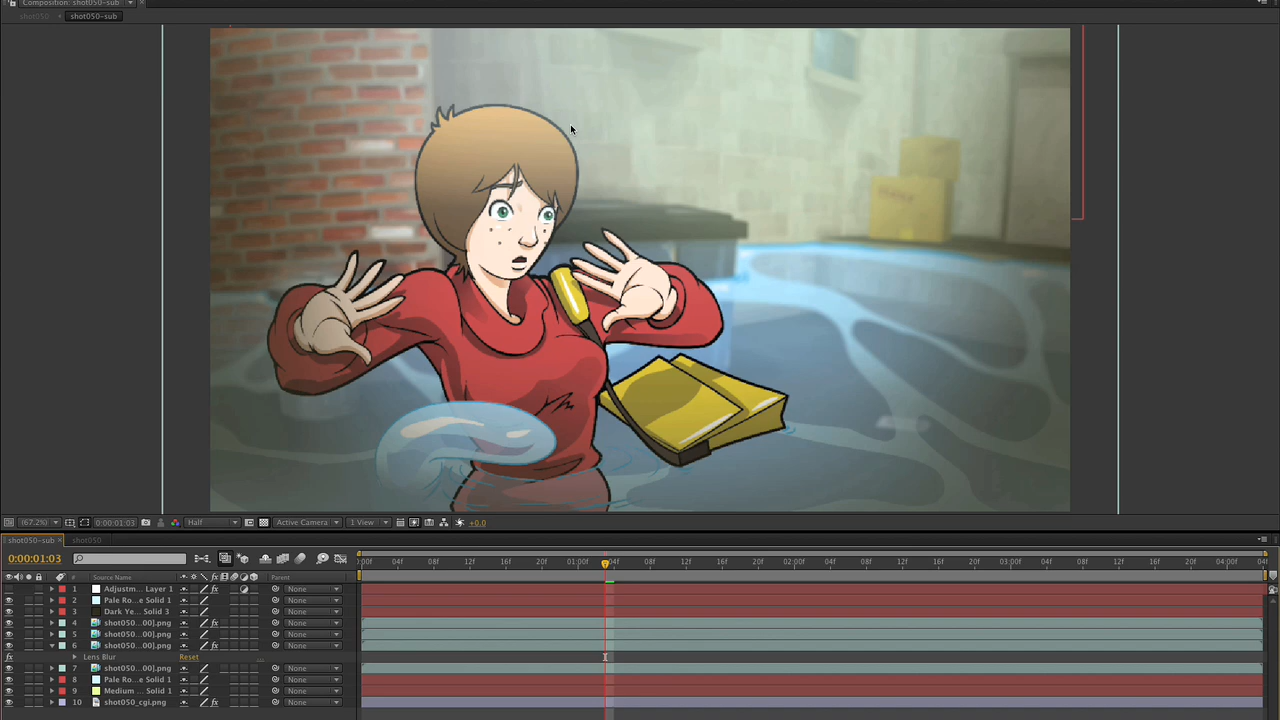 Composition: shot050-sub
shot050 shot050-sub
(67.2%) 0:00:01:03 Half Active Camera 1 View +0.0
shot050-sub shot050
0:00:01:03
:00f 04f 08f 12f 16f 20f 01:00f 04f 08f 12f 16f 20f 02:00f 04f 08f 12f 16f 20f 03:00f 04f 08f 12f 16f 20f 04:00f 04f
# Source Name fx Parent
1 Adjustm... Layer 1 fx None
2 Pale Ro...e Solid 1 None
3 Dark Ye... Solid 3 None
4 shot050...00].png fx None
5 shot050...00].png None
6 shot050...00].png fx None
fx Lens Blur Reset ...
7 shot050...00].png None
8 Pale Ro...e Solid 1 None
9 Medium ... Solid 1 None
10 shot050_cgi.png fx None